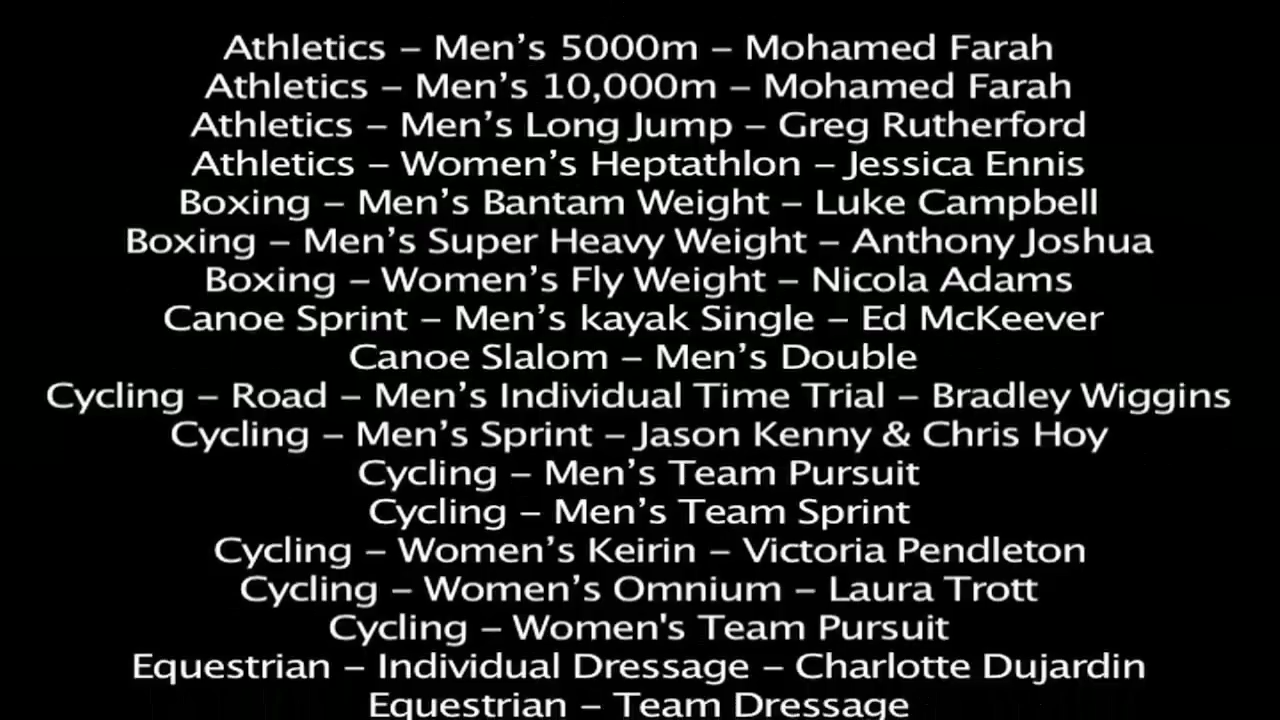 Athletics – Men’s 5000m – Mohamed Farah
Athletics – Men’s 10,000m – Mohamed Farah
Athletics – Men’s Long Jump – Greg Rutherford
Athletics – Women’s Heptathlon – Jessica Ennis
Boxing – Men’s Bantam Weight – Luke Campbell
Boxing – Men’s Super Heavy Weight – Anthony Joshua
Boxing – Women’s Fly Weight – Nicola Adams
Canoe Sprint – Men’s kayak Single – Ed McKeever
Canoe Slalom – Men’s Double
Cycling – Road – Men’s Individual Time Trial – Bradley Wiggins
Cycling – Men’s Sprint – Jason Kenny & Chris Hoy
Cycling – Men’s Team Pursuit
Cycling – Men’s Team Sprint
Cycling – Women’s Keirin – Victoria Pendleton
Cycling – Women’s Omnium – Laura Trott
Cycling – Women's Team Pursuit
Equestrian – Individual Dressage – Charlotte Dujardin
Equestrian – Team Dressage